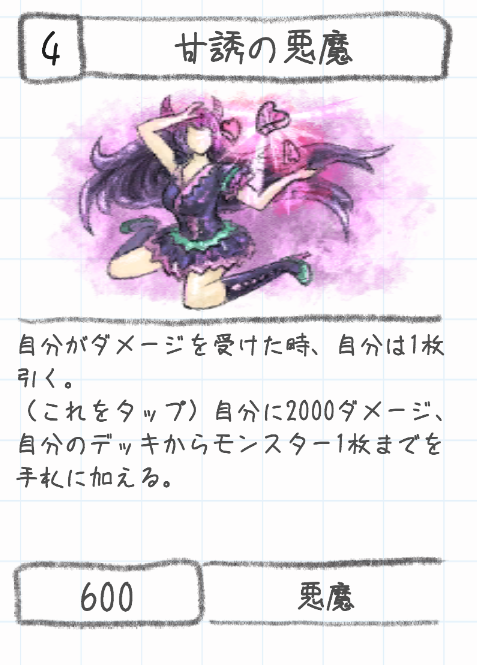 4
甘誘の悪魔
自分がダメージを受けた時、自分は1枚
引く。
（これをタップ）自分に2000ダメージ、
自分のデッキからモンスター1枚までを
手札に加える。
600
悪魔